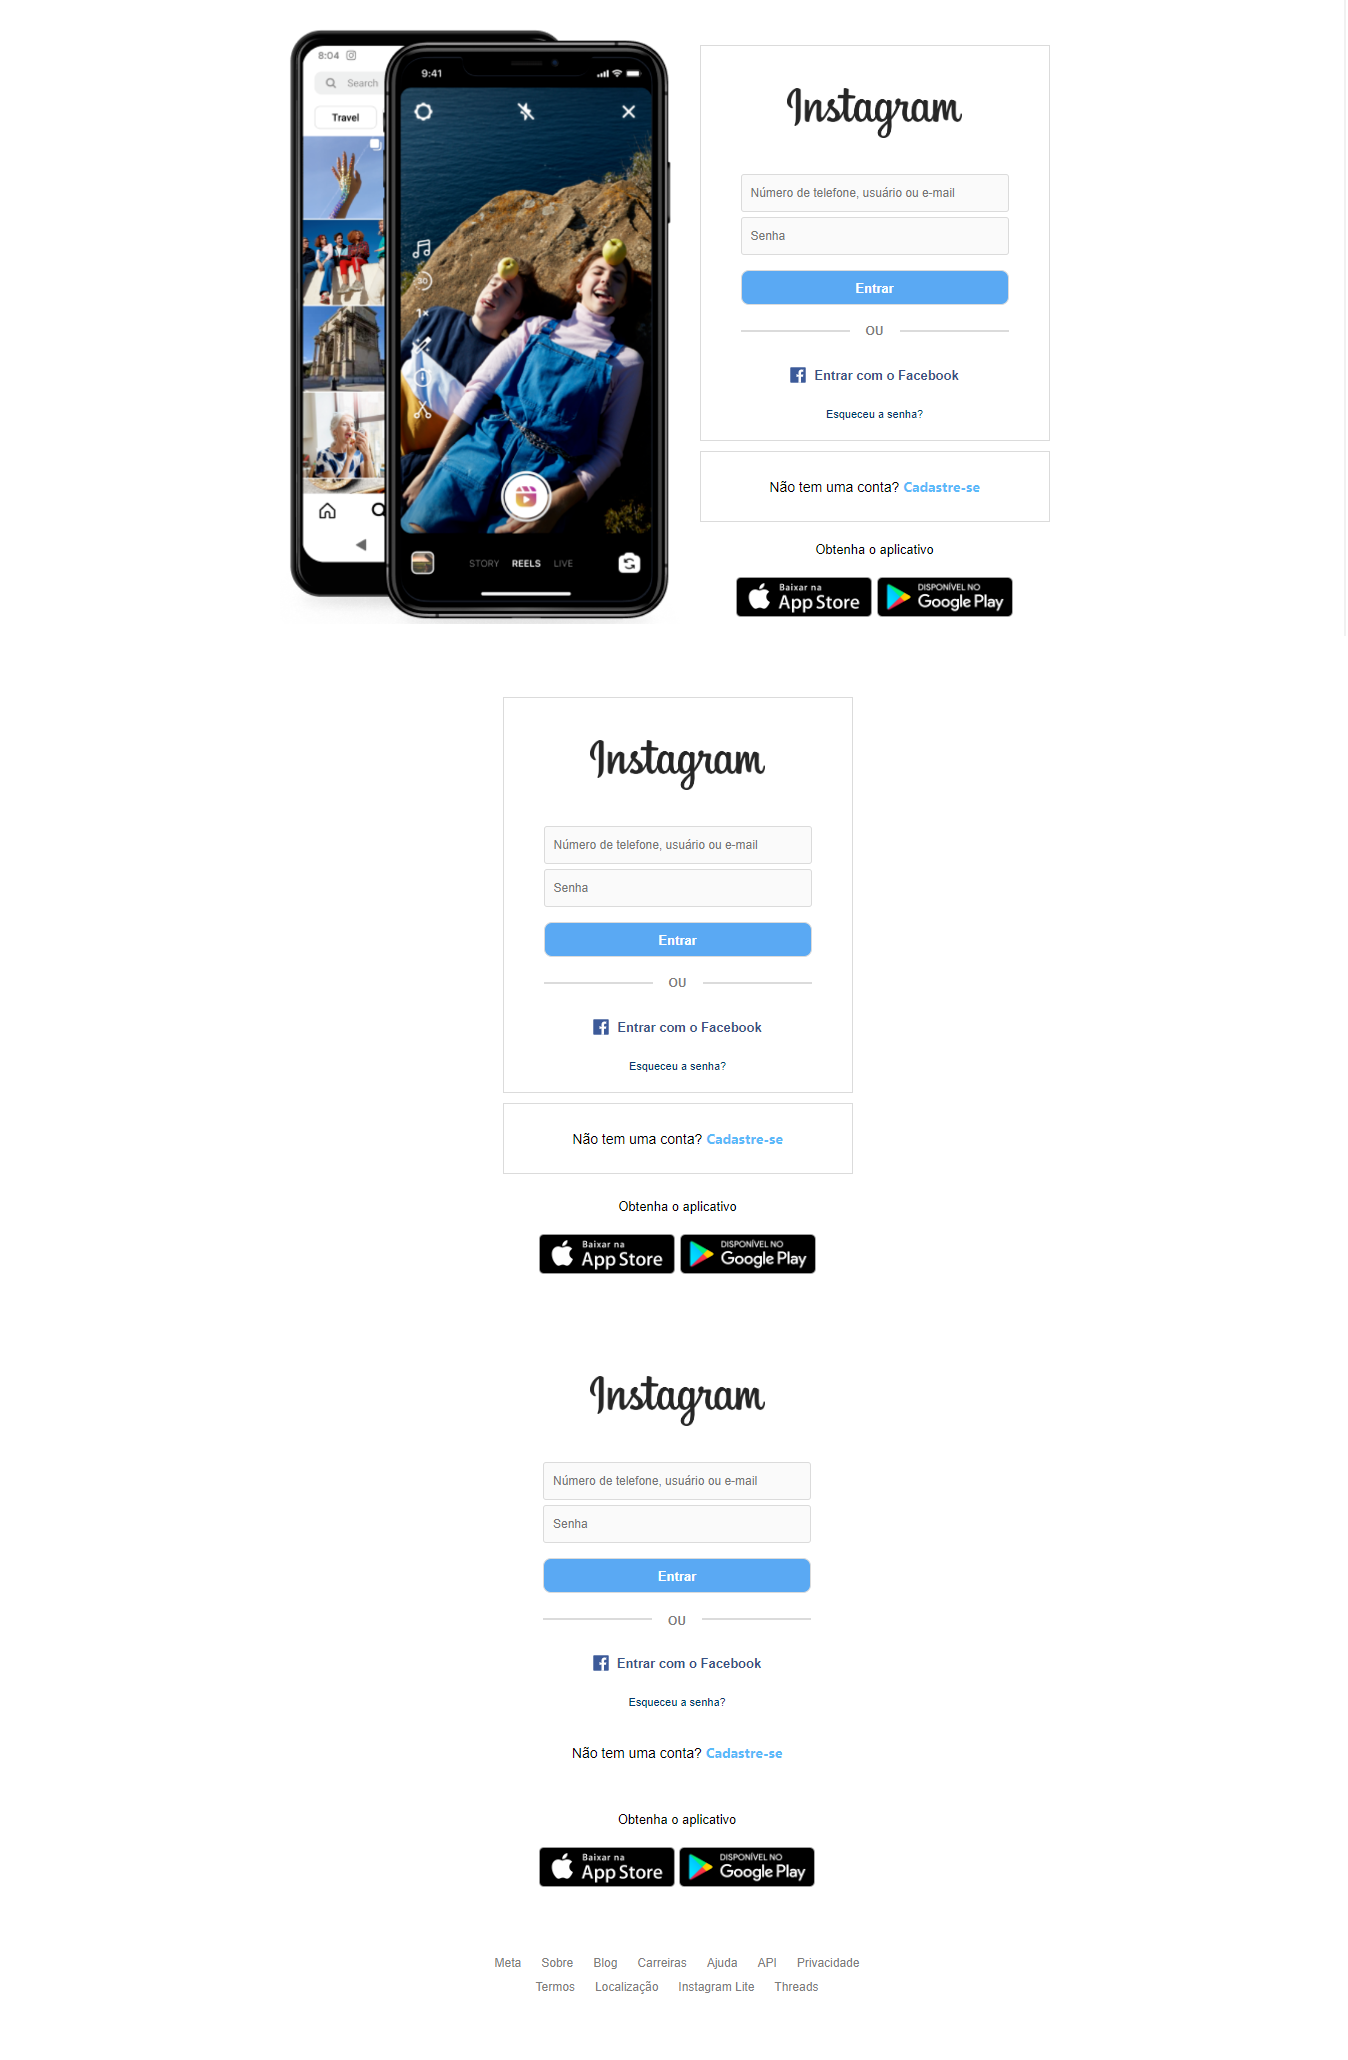 8:04
Search
Travel
9:41
30
1×
STORY REELS LIVE
Instagram
Número de telefone, usuário ou e-mail
Senha
Entrar
OU
Entrar com o Facebook
Esqueceu a senha?
Não tem uma conta? Cadastre-se
Obtenha o aplicativo
Baixar na
App Store
DISPONÍVEL NO
Google Play
Instagram
Número de telefone, usuário ou e-mail
Senha
Entrar
OU
Entrar com o Facebook
Esqueceu a senha?
Não tem uma conta? Cadastre-se
Obtenha o aplicativo
Baixar na
App Store
DISPONÍVEL NO
Google Play
Instagram
Número de telefone, usuário ou e-mail
Senha
Entrar
OU
Entrar com o Facebook
Esqueceu a senha?
Não tem uma conta? Cadastre-se
Obtenha o aplicativo
Baixar na
App Store
DISPONÍVEL NO
Google Play
Meta Sobre Blog Carreiras Ajuda API Privacidade
Termos Localização Instagram Lite Threads